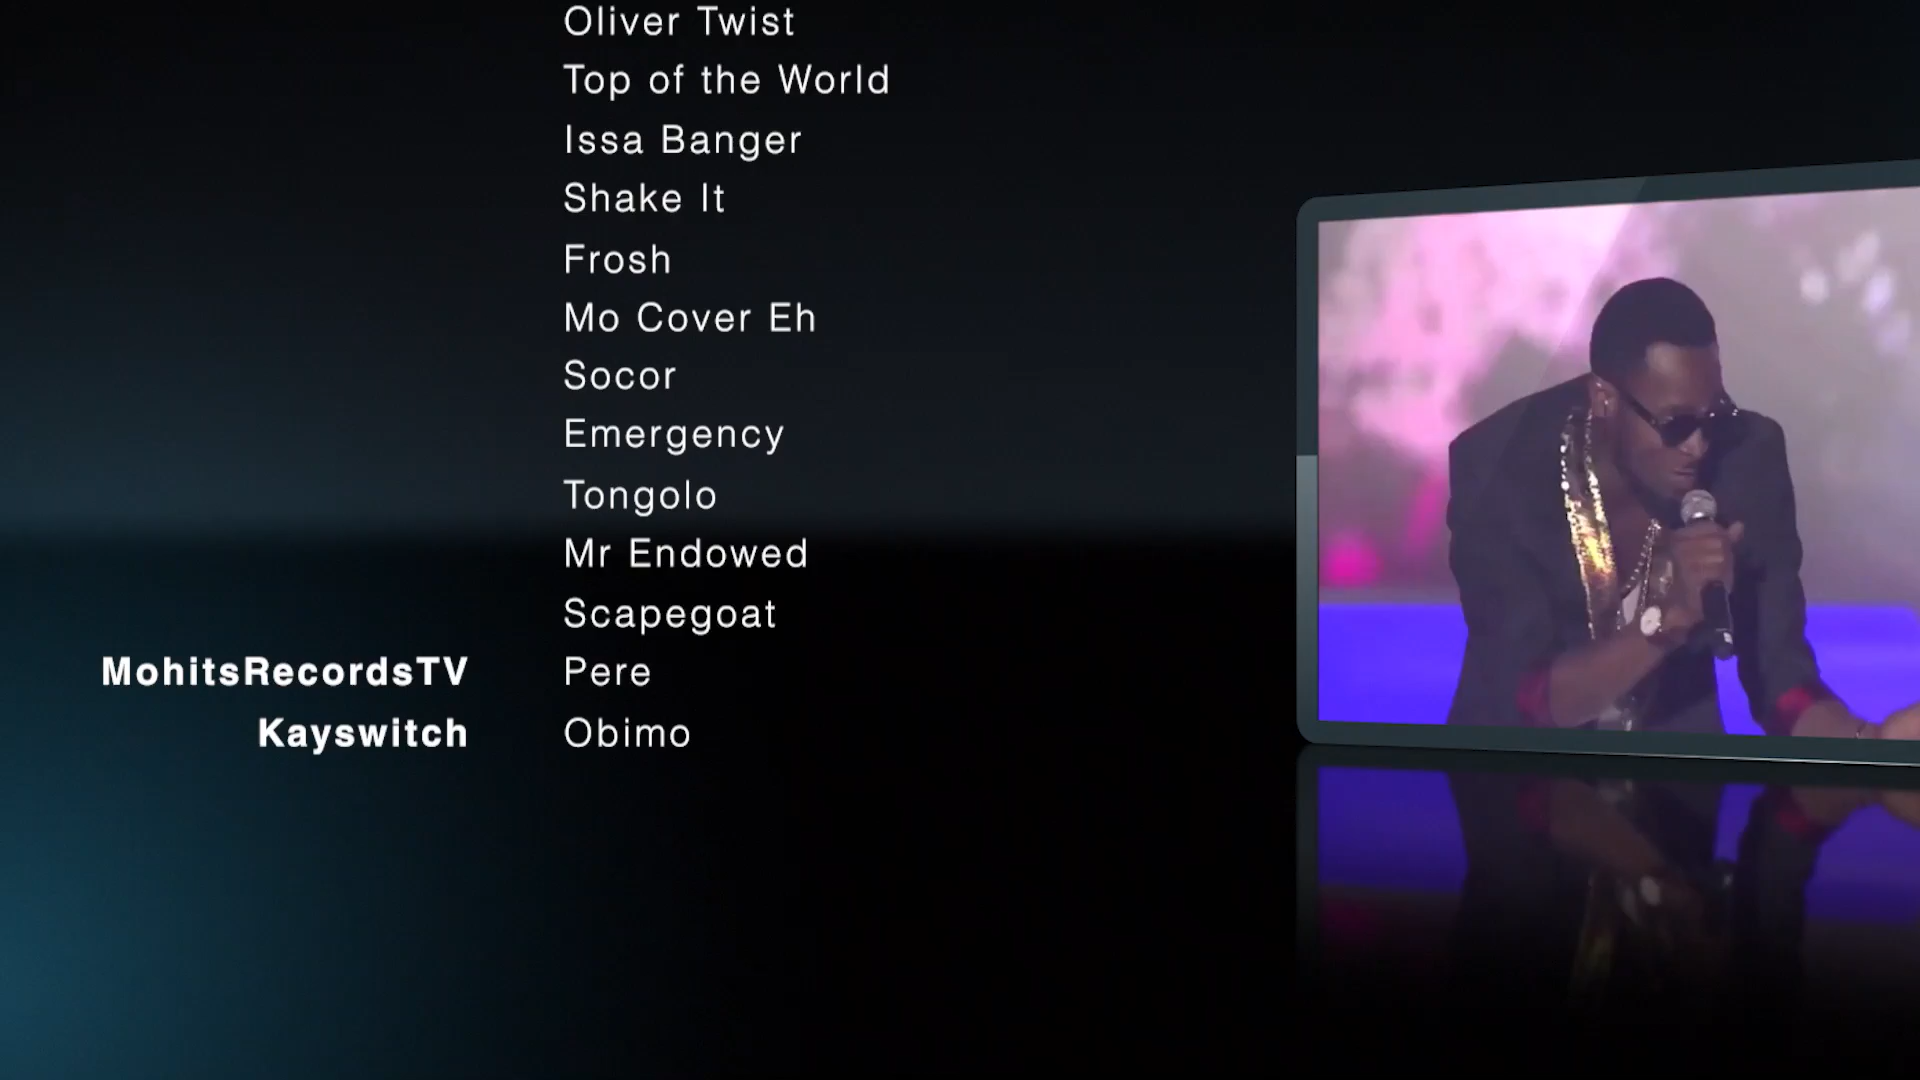 Oliver Twist
Top of the World
Issa Banger
Shake It
Frosh
Mo Cover Eh
Socor
Emergency
Tongolo
Mr Endowed
Scapegoat
MohitsRecordsTV Pere
Kayswitch Obimo